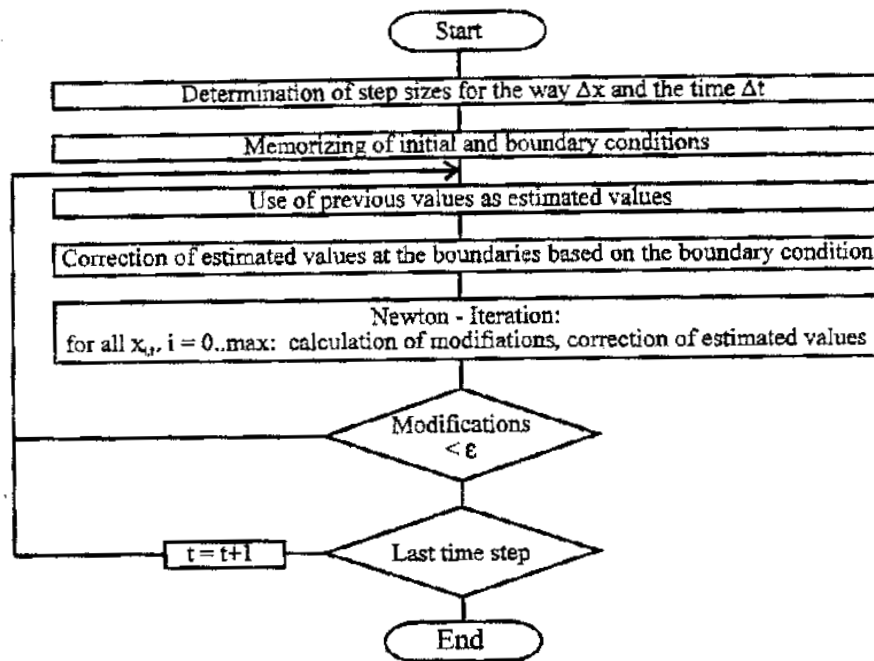 Start
Determination of step sizes for the way Δx and the time Δt
Memorizing of initial and boundary conditions
Use of previous values as estimated values
Correction of estimated values at the boundaries based on the boundary condition
Newton - Iteration:
for all xᵢ,ₜ, i = 0..max: calculation of modifiations, correction of estimated values
Modifications
< ε
t = t+1
Last time step
End